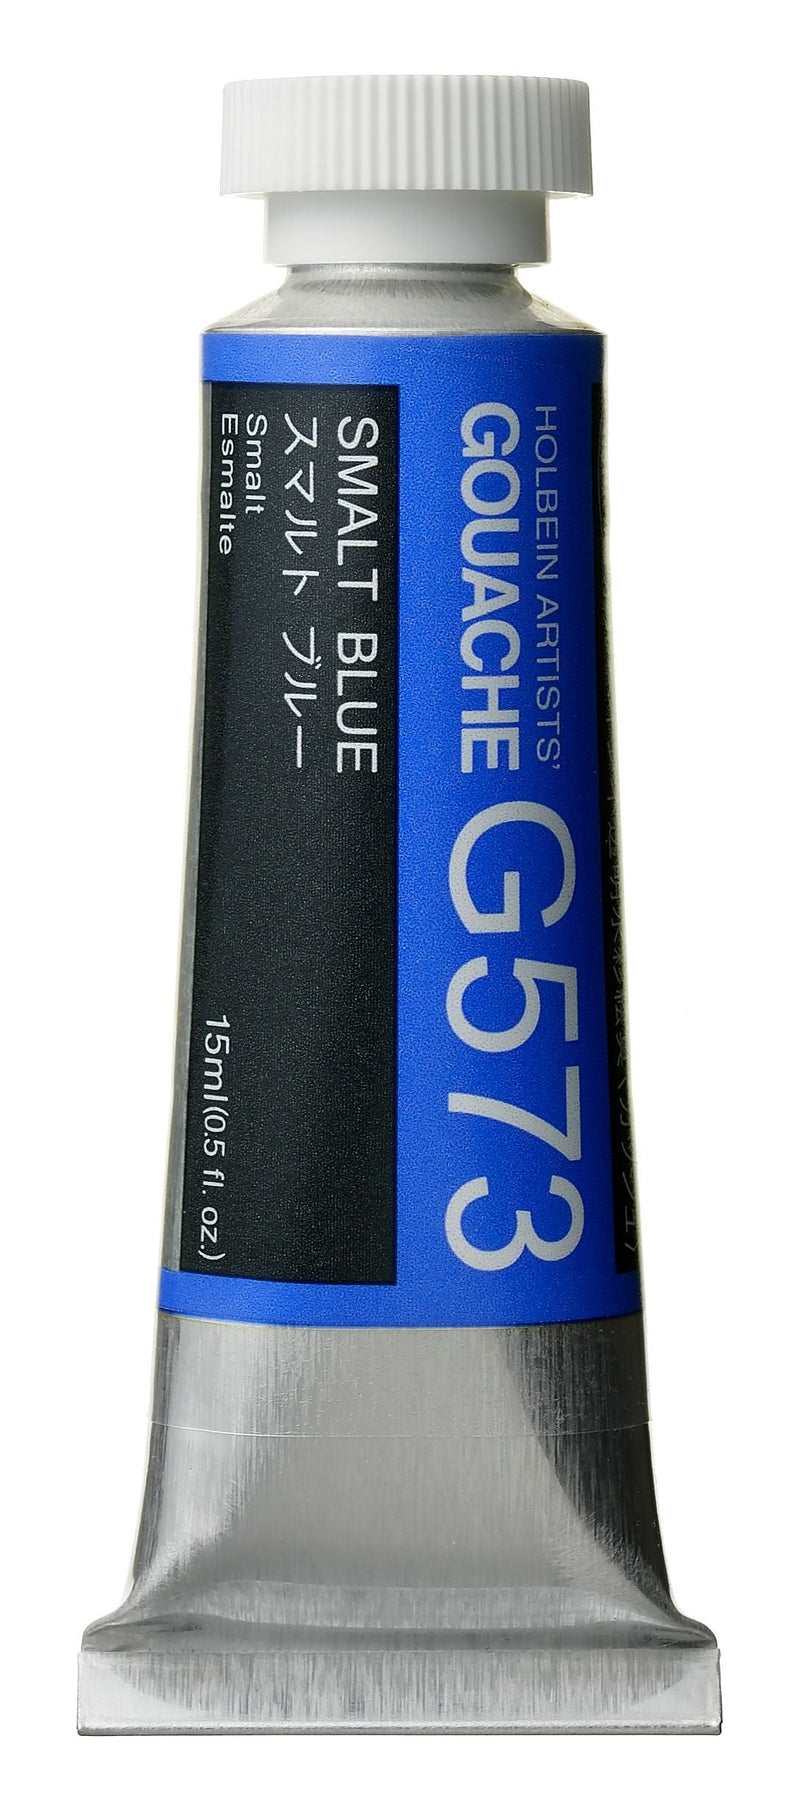 HOLBEIN ARTISTS'
GOUACHE G573
SMALT BLUE
スマルト ブルー
Smalt
Esmalte
15ml(0.5 fl. oz.)